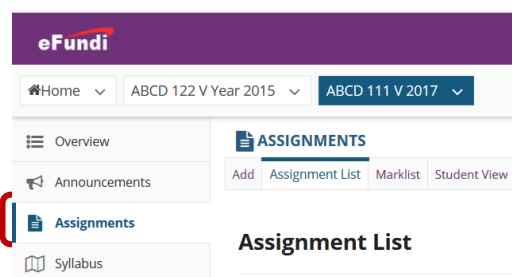 eFundi
Home ABCD 122 V Year 2015 ABCD 111 V 2017
Overview
Announcements
Assignments
Syllabus
ASSIGNMENTS
Add Assignment List Marklist Student View
Assignment List